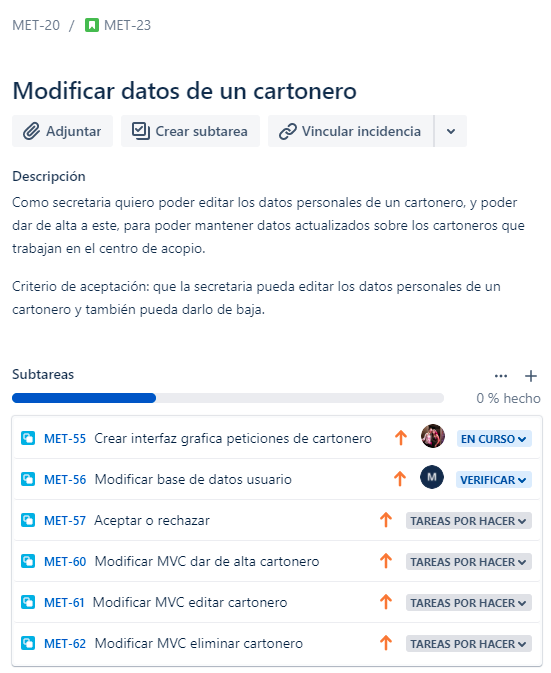 MET-20 / MET-23
Modificar datos de un cartonero
Adjuntar Crear subtarea Vincular incidencia
Descripción
Como secretaria quiero poder editar los datos personales de un cartonero, y poder
dar de alta a este, para poder mantener datos actualizados sobre los cartoneros que
trabajan en el centro de acopio.
Criterio de aceptación: que la secretaria pueda editar los datos personales de un
cartonero y también pueda darlo de baja.
Subtareas
0 % hecho
MET-55 Crear interfaz grafica peticiones de cartonero EN CURSO
MET-56 Modificar base de datos usuario M VERIFICAR
MET-57 Aceptar o rechazar TAREAS POR HACER
MET-60 Modificar MVC dar de alta cartonero TAREAS POR HACER
MET-61 Modificar MVC editar cartonero TAREAS POR HACER
MET-62 Modificar MVC eliminar cartonero TAREAS POR HACER